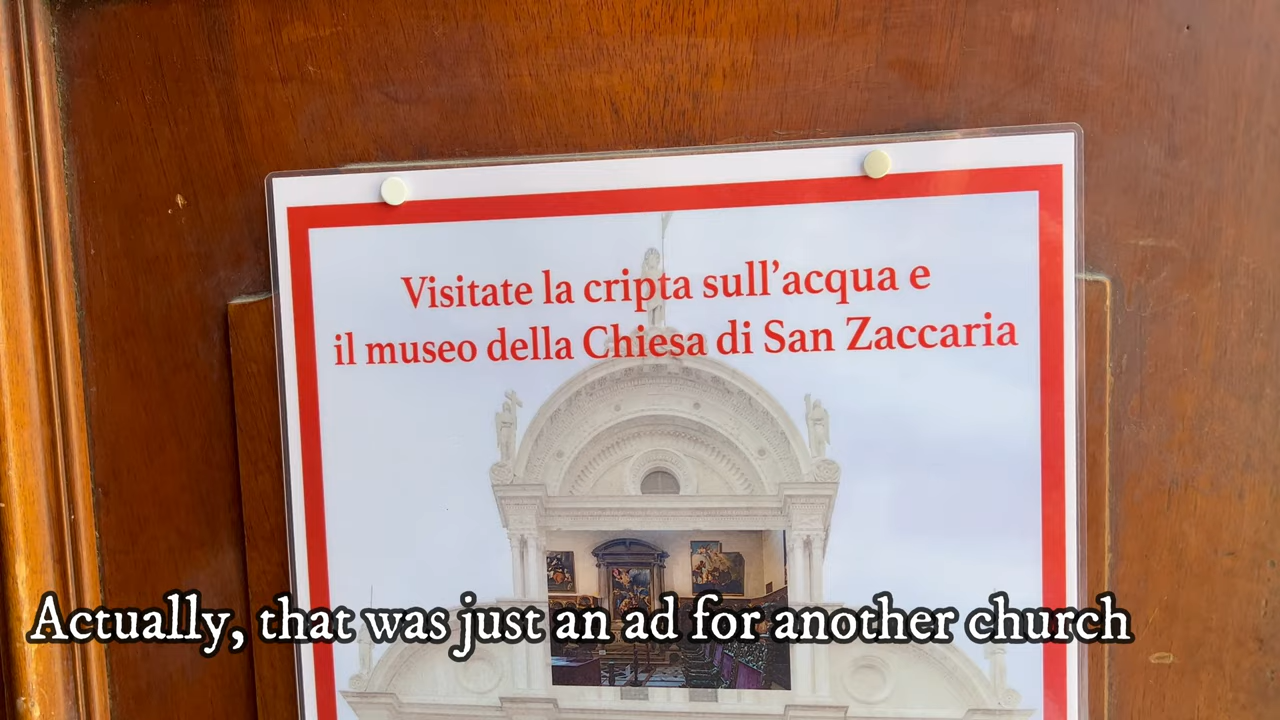 Visitate la cripta sull'acqua e
il museo della Chiesa di San Zaccaria
Actually, that was just an ad for another church